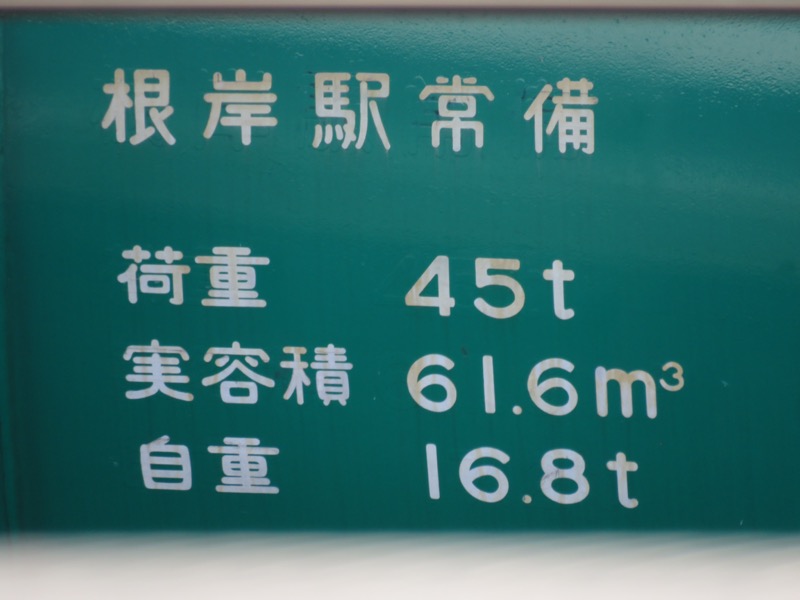 根岸駅常備
荷重 45t
実容積 61.6m³
自重 16.8t